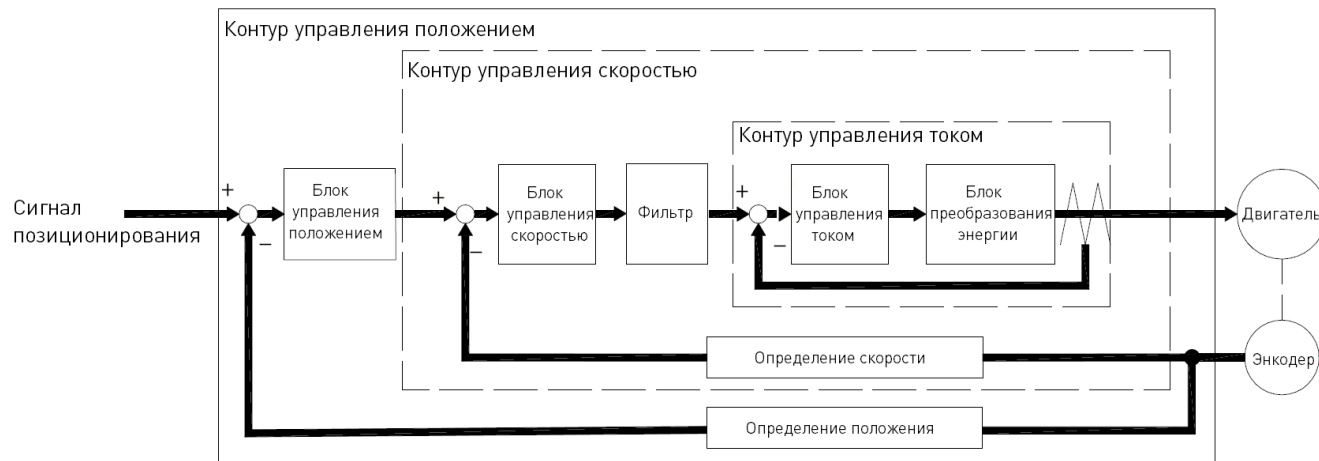 Контур управления положением
Контур управления скоростью
Контур управления током
Сигнал
позиционирования
+
−
Блок
управления
положением
+
−
Блок
управления
скоростью
Фильтр
+
−
Блок
управления
током
Блок
преобразования
энергии
Двигатель
Определение скорости
Энкодер
Определение положения